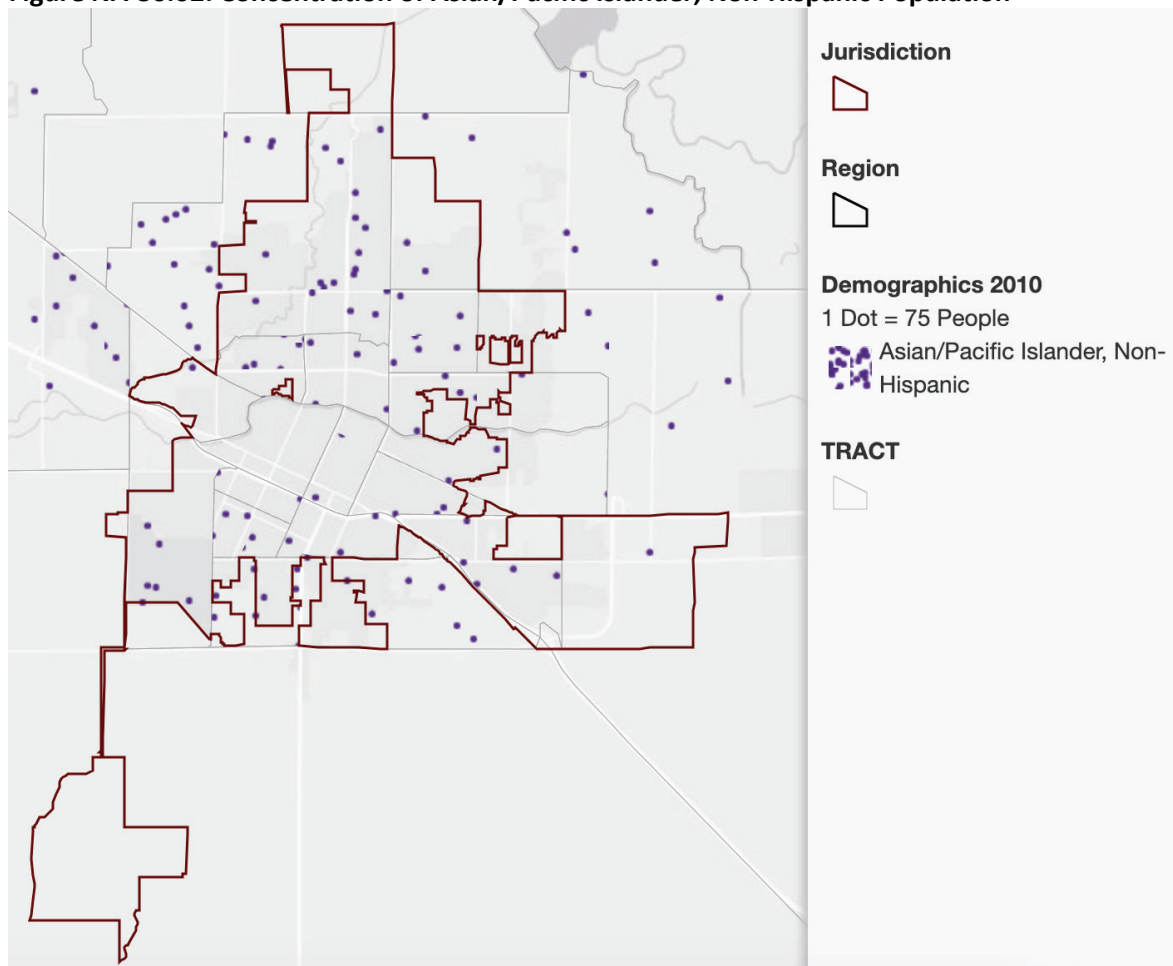 Jurisdiction
Region
Demographics 2010
1 Dot = 75 People
Asian/Pacific Islander, Non-
Hispanic
TRACT